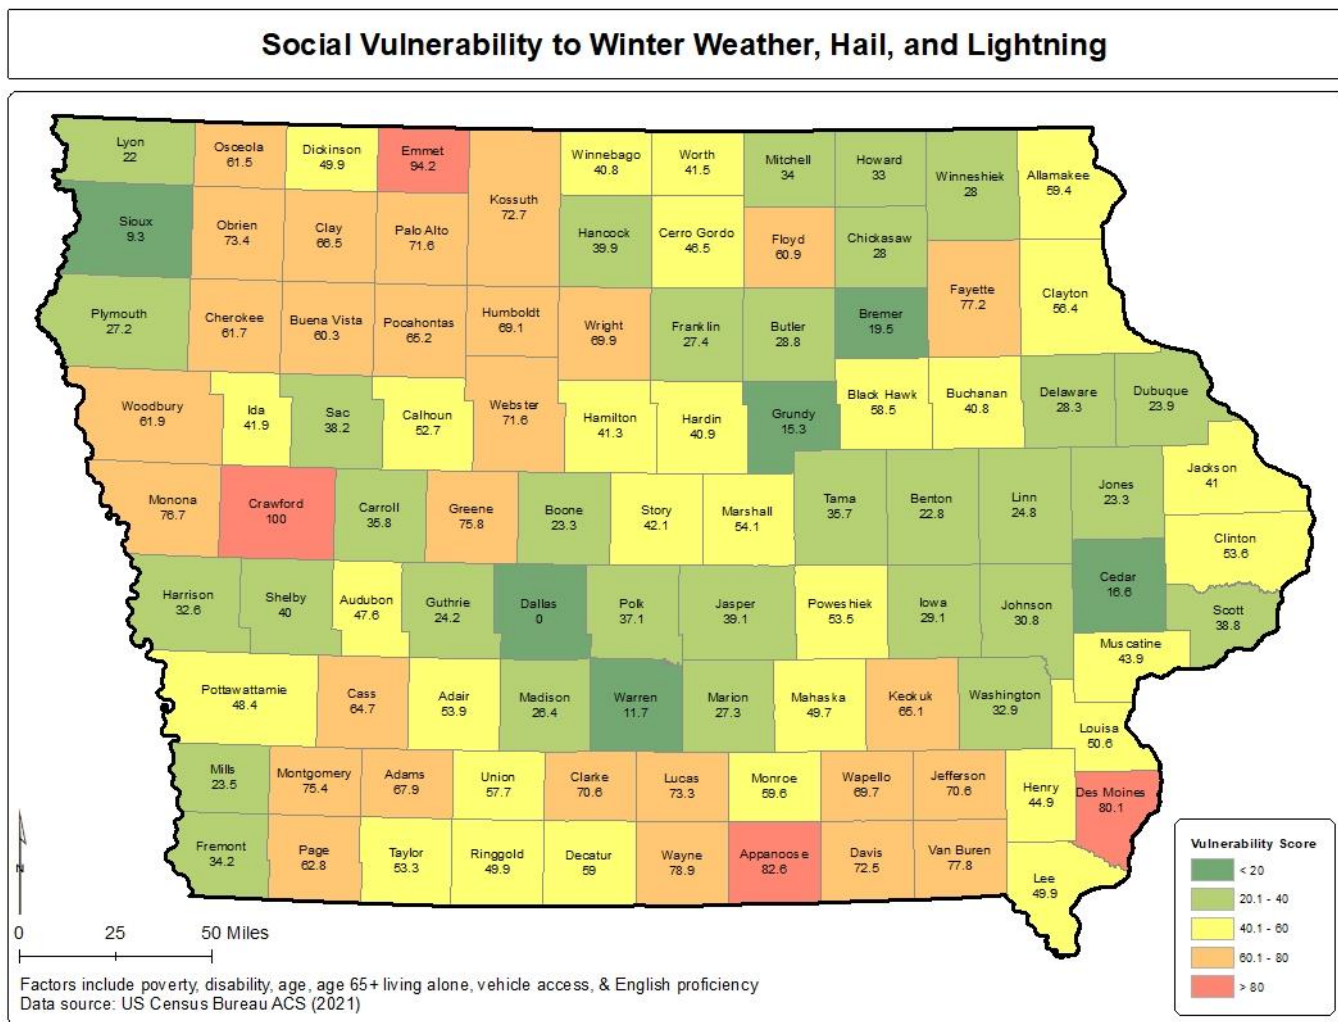 Social Vulnerability to Winter Weather, Hail, and Lightning
Lyon
22
Osceola
61.5
Dickinson
49.9
Emmet
94.2
Kossuth
72.7
Winnebago
40.8
Worth
41.5
Mitchell
34
Howard
33
Winneshiek
28
Allamakee
59.4
Sioux
9.3
Obrien
73.4
Clay
66.5
Palo Alto
71.6
Hancock
39.9
Cerro Gordo
46.5
Floyd
60.9
Chickasaw
28
Fayette
77.2
Clayton
56.4
Plymouth
27.2
Cherokee
61.7
Buena Vista
60.3
Pocahontas
65.2
Humboldt
69.1
Wright
69.9
Franklin
27.4
Butler
28.8
Bremer
19.5
Woodbury
61.9
Ida
41.9
Sac
38.2
Calhoun
52.7
Webster
71.6
Hamilton
41.3
Hardin
40.9
Grundy
15.3
Black Hawk
58.5
Buchanan
40.8
Delaware
28.3
Dubuque
23.9
Jackson
41
Monona
76.7
Crawford
100
Carroll
35.8
Greene
75.8
Boone
23.3
Story
42.1
Marshall
54.1
Tama
35.7
Benton
22.8
Linn
24.8
Jones
23.3
Clinton
53.6
Harrison
32.6
Shelby
40
Audubon
47.6
Guthrie
24.2
Dallas
0
Polk
37.1
Jasper
39.1
Poweshiek
53.5
Iowa
29.1
Johnson
30.8
Cedar
16.6
Scott
38.8
Muscatine
43.9
Pottawattamie
48.4
Cass
64.7
Adair
53.9
Madison
26.4
Warren
11.7
Marion
27.3
Mahaska
49.7
Keokuk
65.1
Washington
32.9
Louisa
50.6
Mills
23.5
Montgomery
75.4
Adams
67.9
Union
57.7
Clarke
70.6
Lucas
73.3
Monroe
59.6
Wapello
69.7
Jefferson
70.6
Henry
44.9
Des Moines
80.1
Fremont
34.2
Page
62.8
Taylor
53.3
Ringgold
49.9
Decatur
59
Wayne
78.9
Appanoose
82.6
Davis
72.5
Van Buren
77.8
Lee
49.9
N
0 25 50 Miles
Vulnerability Score
< 20
20.1 - 40
40.1 - 60
60.1 - 80
> 80
Factors include poverty, disability, age, age 65+ living alone, vehicle access, & English proficiency
Data source: US Census Bureau ACS (2021)